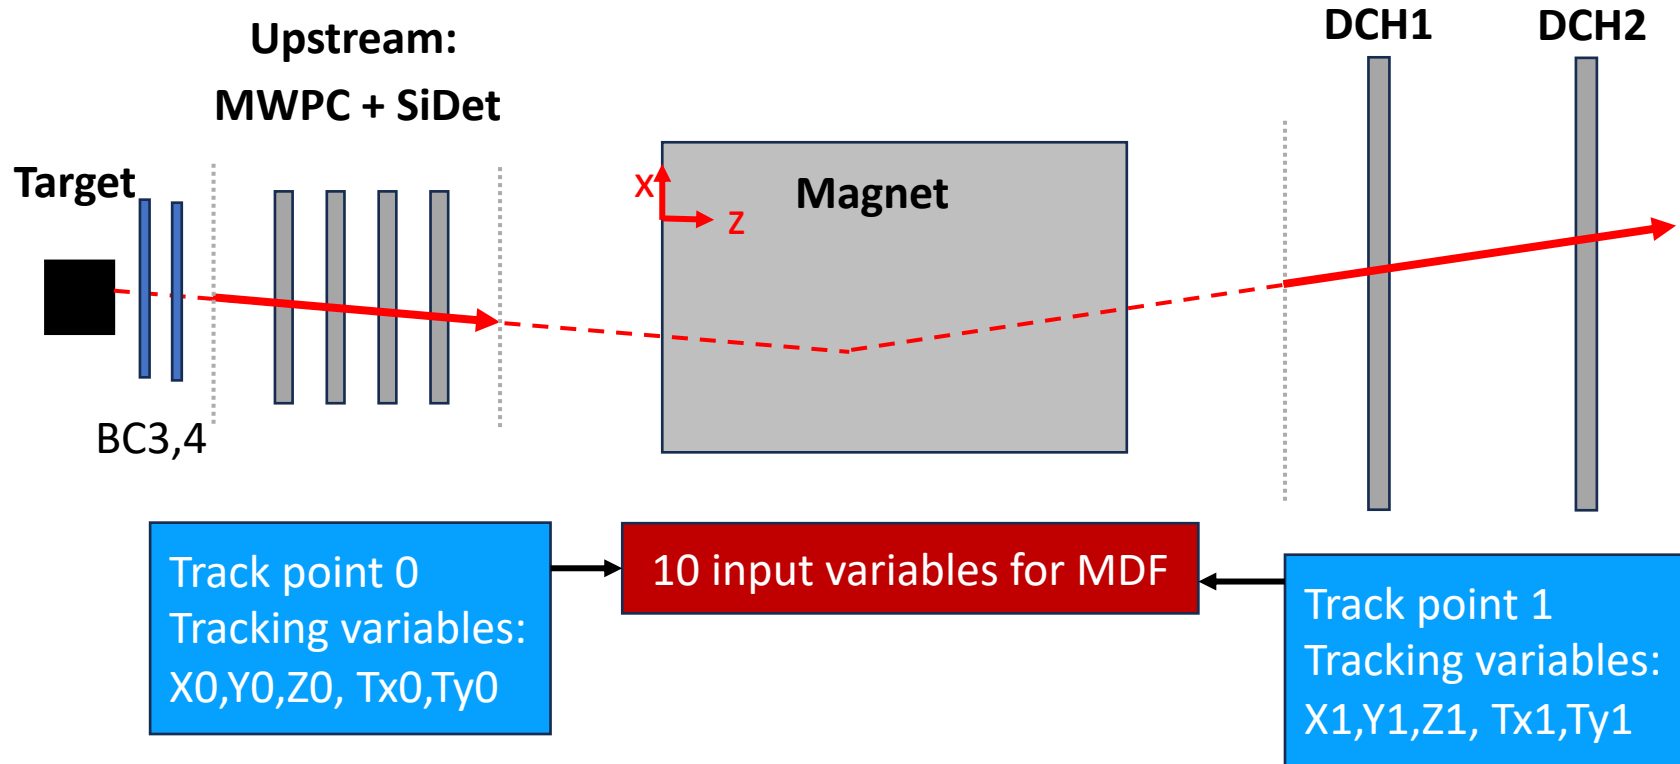 Upstream:
MWPC + SiDet
DCH1
DCH2
Target
x
z
Magnet
BC3,4
Track point 0
Tracking variables:
X0,Y0,Z0, Tx0,Ty0
10 input variables for MDF
Track point 1
Tracking variables:
X1,Y1,Z1, Tx1,Ty1